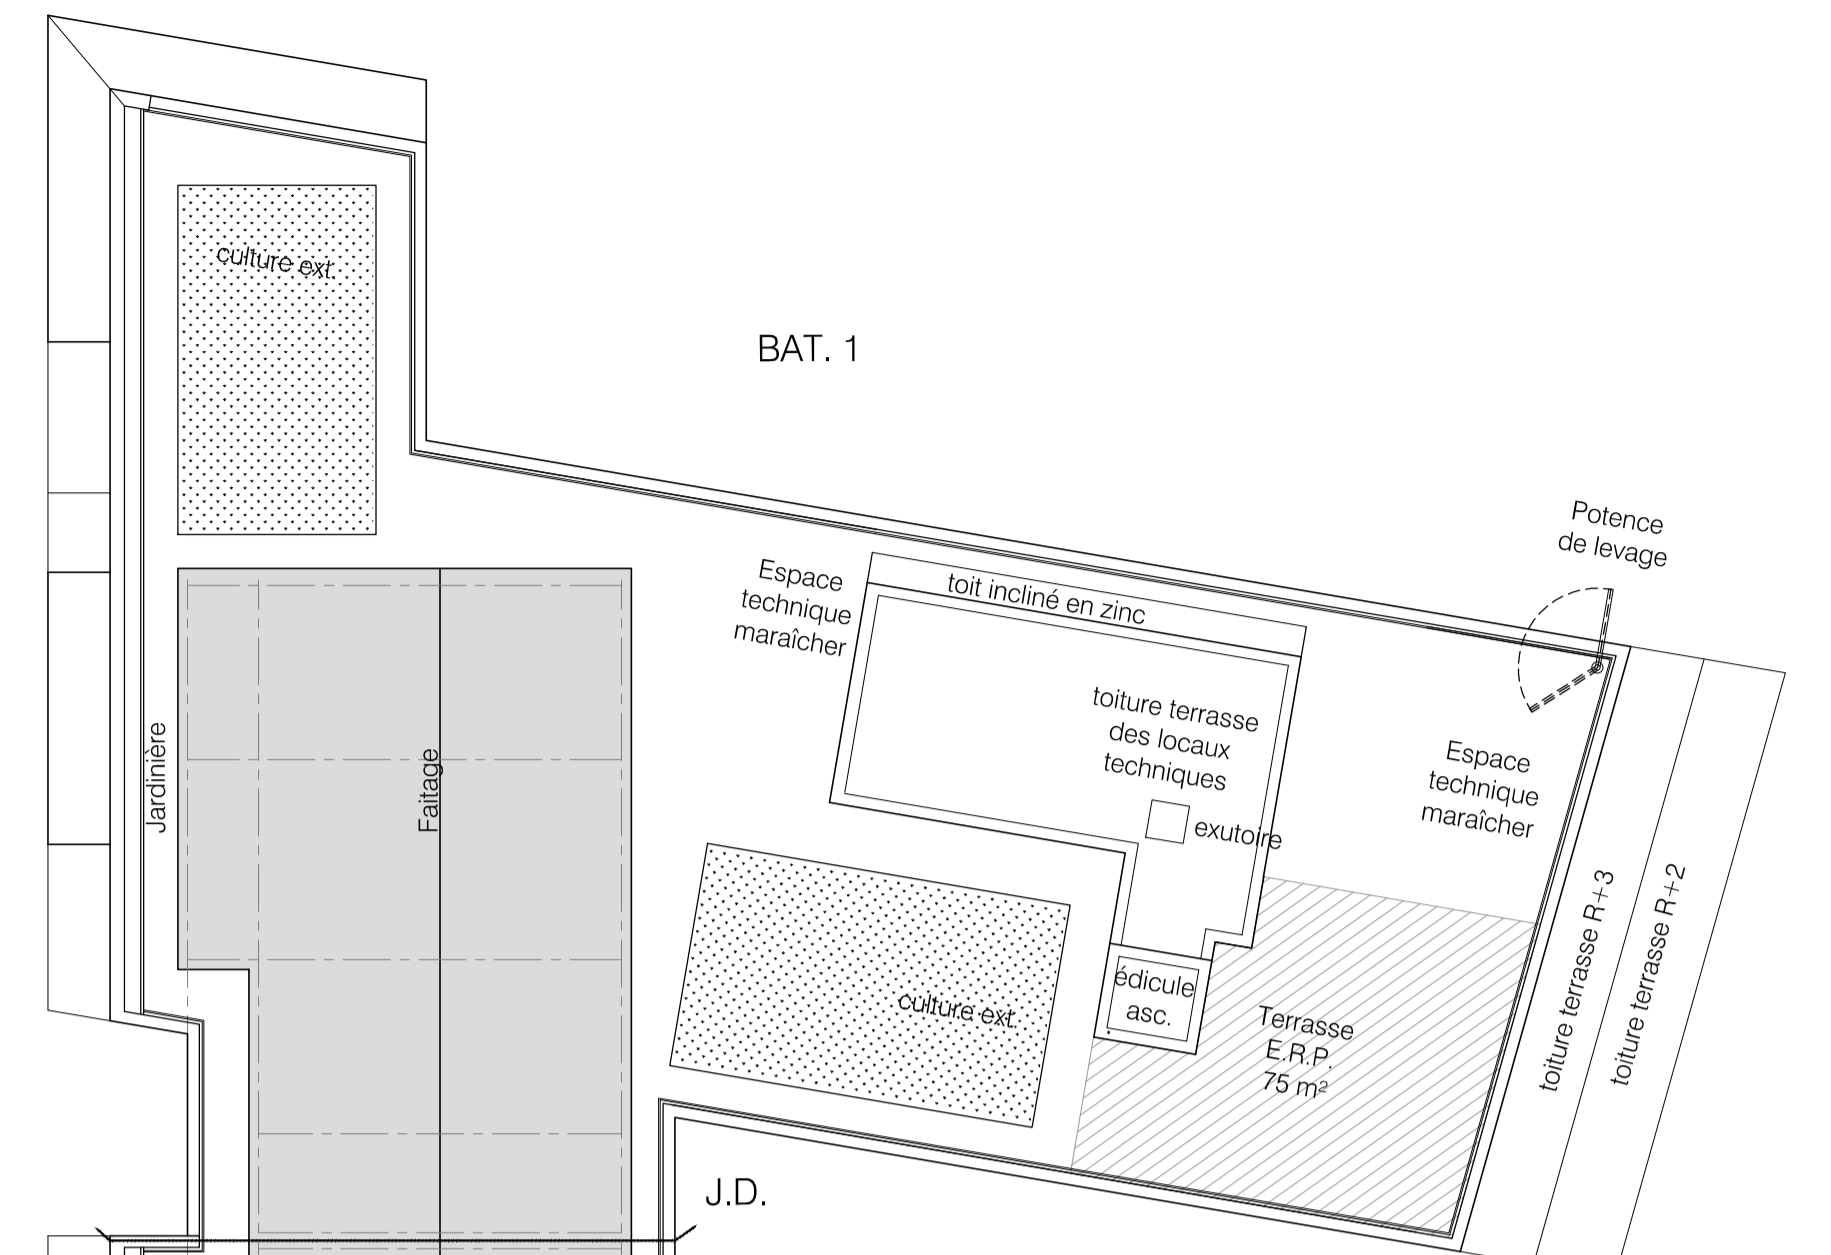 culture ext.
BAT. 1
Potence
de levage
Espace
technique
maraîcher
toit incliné en zinc
toiture terrasse
des locaux
techniques
exutoire
Espace
technique
maraîcher
Jardinière
Faitage
culture ext.
édicule
asc.
Terrasse
E.R.P.
75 m²
toiture terrasse R+3
toiture terrasse R+2
J.D.